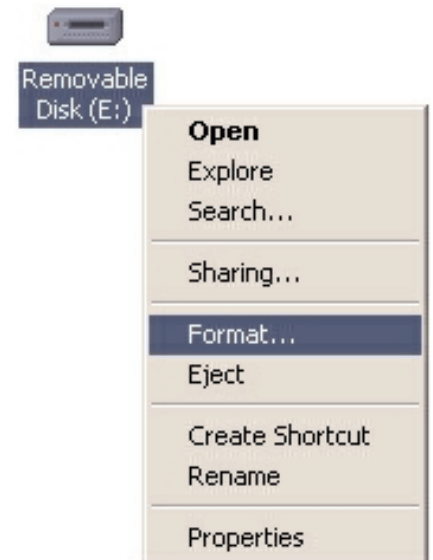 Removable
Disk (E:)
Open
Explore
Search...
Sharing...
Format...
Eject
Create Shortcut
Rename
Properties